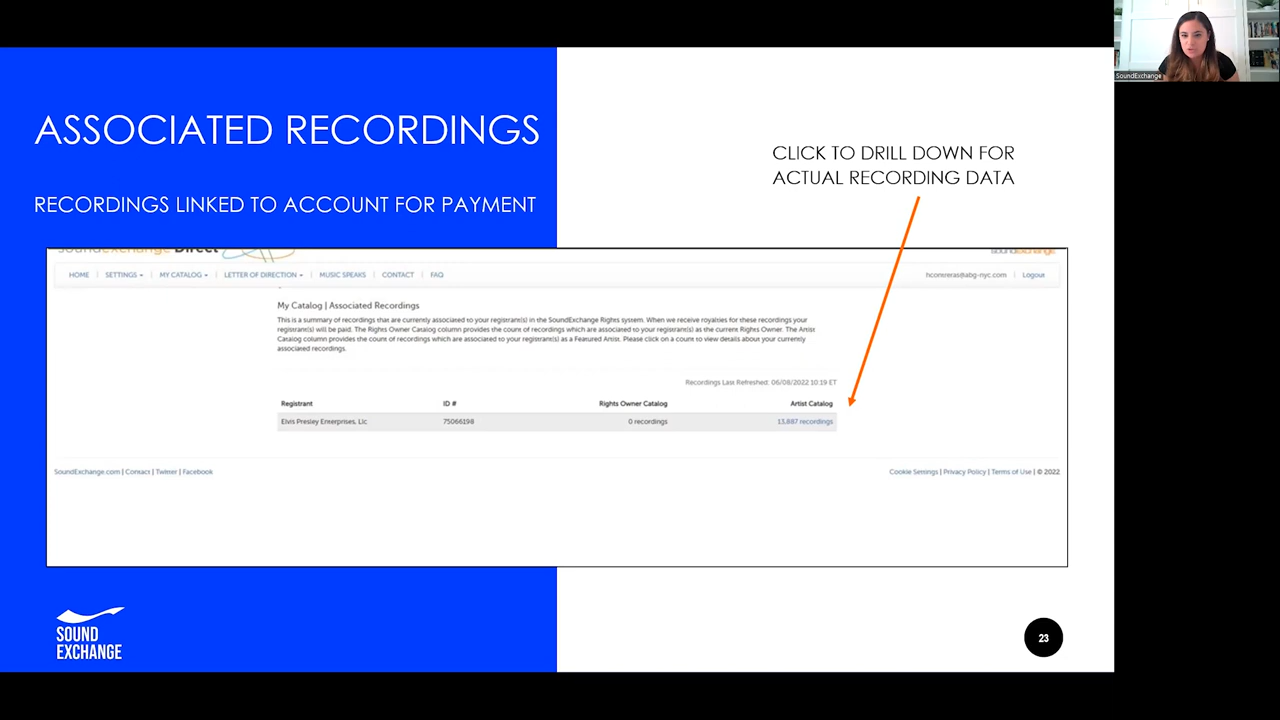 SoundExchange
ASSOCIATED RECORDINGS
RECORDINGS LINKED TO ACCOUNT FOR PAYMENT
CLICK TO DRILL DOWN FOR
ACTUAL RECORDING DATA
SoundExchange Direct
soundexchange
HOME | SETTINGS | MY CATALOG | LETTER OF DIRECTION | MUSIC SPEAKS | CONTACT | FAQ
hcontreras@abg-nyc.com | Logout
My Catalog | Associated Recordings
This is a summary of recordings that are currently associated to your registrant(s) in the SoundExchange Rights system. When we receive royalties for these recordings your
registrant(s) will be paid. The Rights Owner Catalog column provides the count of recordings which are associated to your registrant(s) as the current Rights Owner. The Artist
Catalog column provides the count of recordings which are associated to your registrant(s) as a Featured Artist. Please click on a count to view details about your currently
associated recordings.
Recordings Last Refreshed: 06/08/2022 10:19 ET
Registrant ID # Rights Owner Catalog Artist Catalog
Elvis Presley Enterprises, Llc 75066198 0 recordings 13,887 recordings
SoundExchange.com | Contact | Twitter | Facebook
Cookie Settings | Privacy Policy | Terms of Use | © 2022
SOUND
EXCHANGE
23